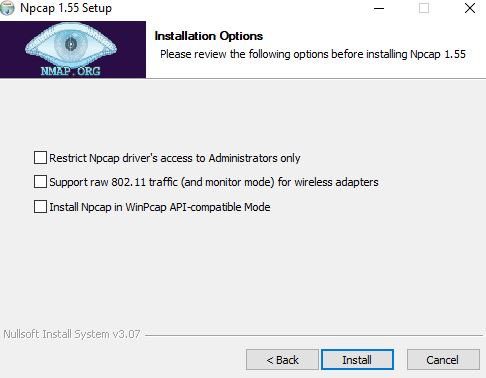 Npcap 1.55 Setup
NMAP.ORG
Installation Options
Please review the following options before installing Npcap 1.55
Restrict Npcap driver's access to Administrators only
Support raw 802.11 traffic (and monitor mode) for wireless adapters
Install Npcap in WinPcap API-compatible Mode
Nullsoft Install System v3.07
< Back
Install
Cancel